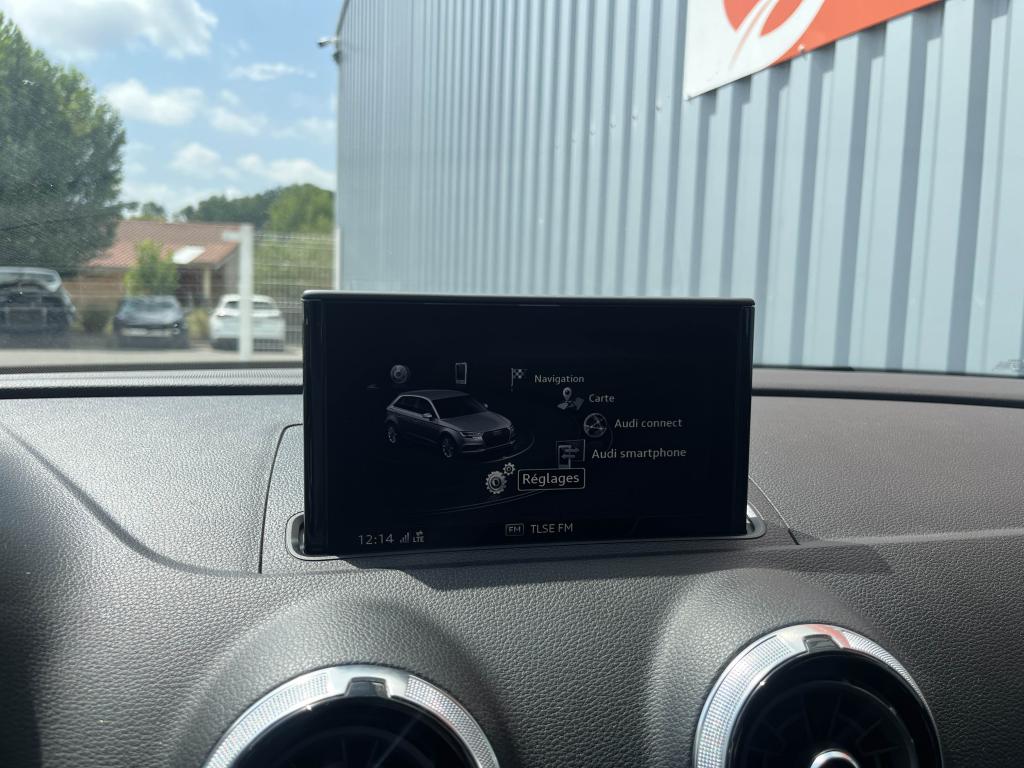 Navigation
Carte
Audi connect
Audi smartphone
Réglages
FM TLSE FM
12:14 LTE